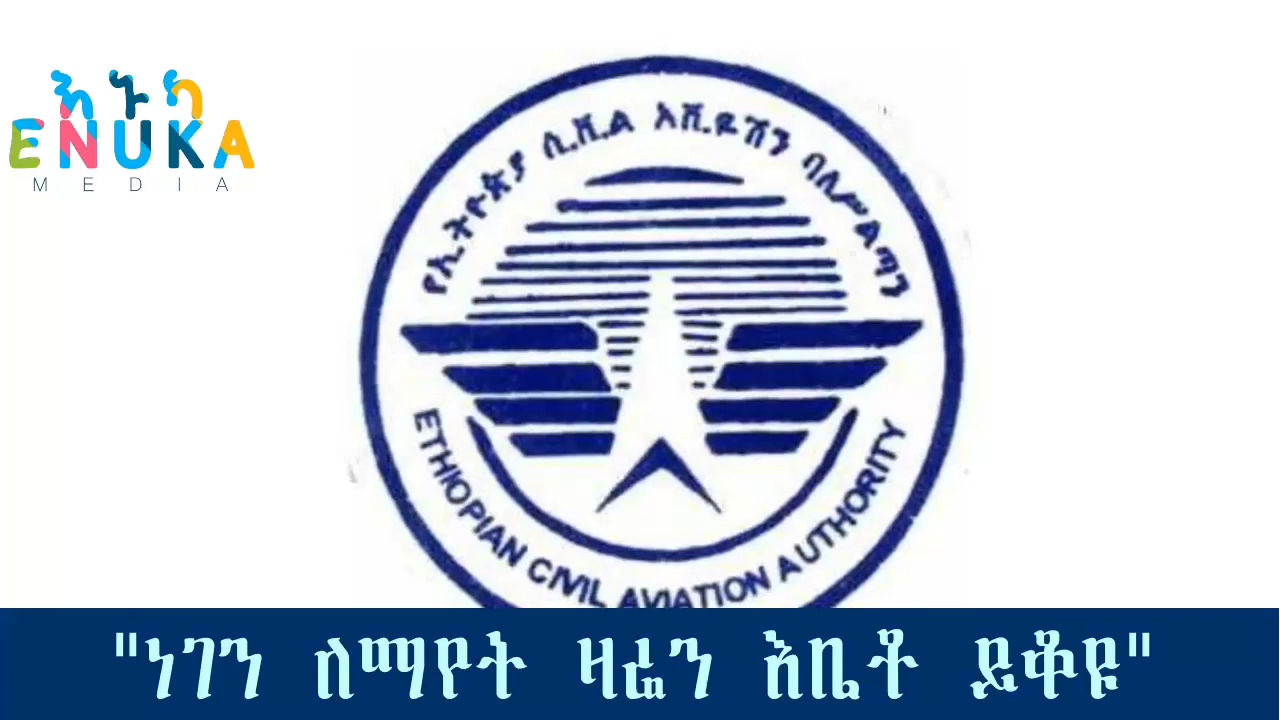 እኑካ
ENUKA
MEDIA
የኢትዮጵያ ሲቪል አቪዬሽን ባለሥልጣን
ETHIOPIAN CIVIL AVIATION AUTHORITY
"ነገን ለማየት ዛሬን እቤቶ ይቆዩ"